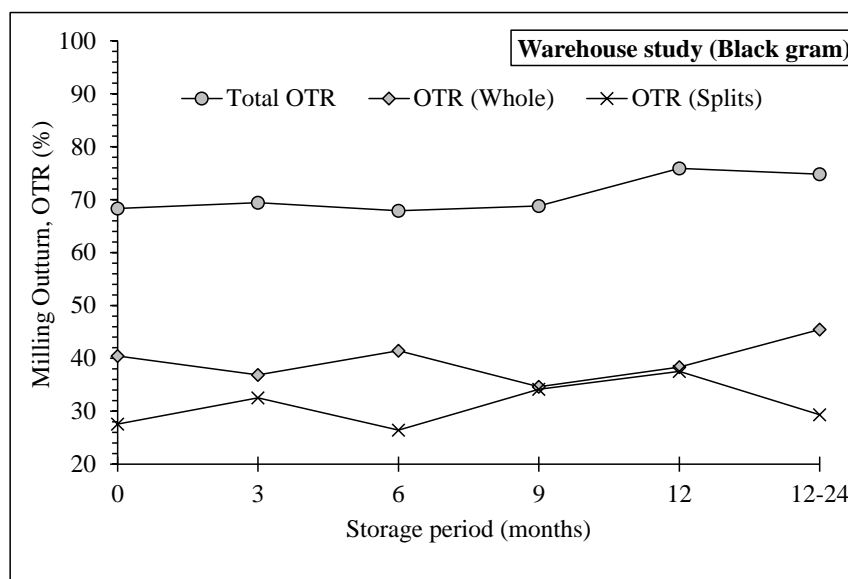 Warehouse study (Black gram)
Total OTR OTR (Whole) OTR (Splits)
Milling Outturn, OTR (%)
100
90
80
70
60
50
40
30
20
0 3 6 9 12 12-24
Storage period (months)